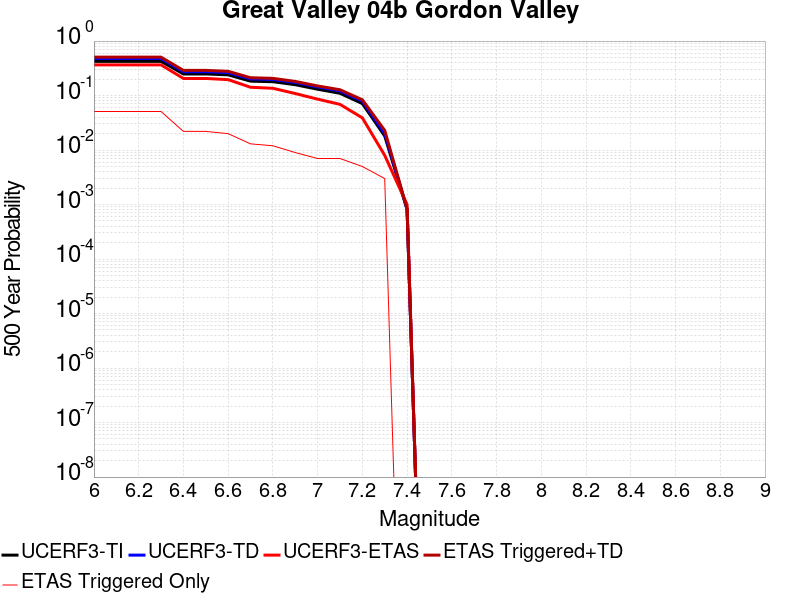 Great Valley 04b Gordon Valley
10^0
10^-1
10^-2
10^-3
10^-4
10^-5
10^-6
10^-7
10^-8
500 Year Probability
6 6.2 6.4 6.6 6.8 7 7.2 7.4 7.6 7.8 8 8.2 8.4 8.6 8.8 9
Magnitude
UCERF3-TI UCERF3-TD UCERF3-ETAS ETAS Triggered+TD
ETAS Triggered Only